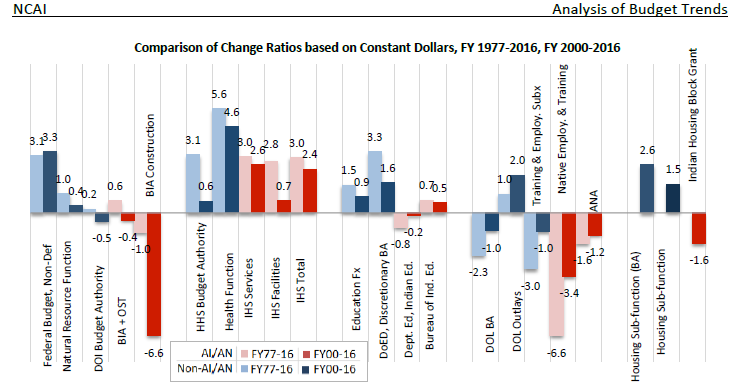 NCAI Analysis of Budget Trends
Comparison of Change Ratios based on Constant Dollars, FY 1977-2016, FY 2000-2016
3.1
3.3
1.0
0.4
0.2
-0.5
0.6
-0.4
-1.0
-6.6
3.1
0.6
5.6
4.6
3.0
2.6
2.8
0.7
3.0
2.4
1.5
0.9
3.3
1.6
-0.8
-0.2
0.7
0.5
-2.3
-1.0
1.0
2.0
-3.0
-1.0
-6.6
-3.4
-1.6
-1.2
2.6
1.5
-1.6
Federal Budget, Non-Def
Natural Resource Function
DOI Budget Authority
BIA + OST
BIA Construction
HHS Budget Authority
Health Function
IHS Services
IHS Facilities
IHS Total
Education Fx
DoED, Discretionary BA
Dept. Ed. Indian Ed.
Bureau of Ind. Ed.
DOL BA
DOL Outlays
Training & Employ. Subx
Native Employ. & Training
ANA
Housing Sub-function (BA)
Housing Sub-function
Indian Housing Block Grant
AI/AN FY77-16 FY00-16
Non-AI/AN FY77-16 FY00-16